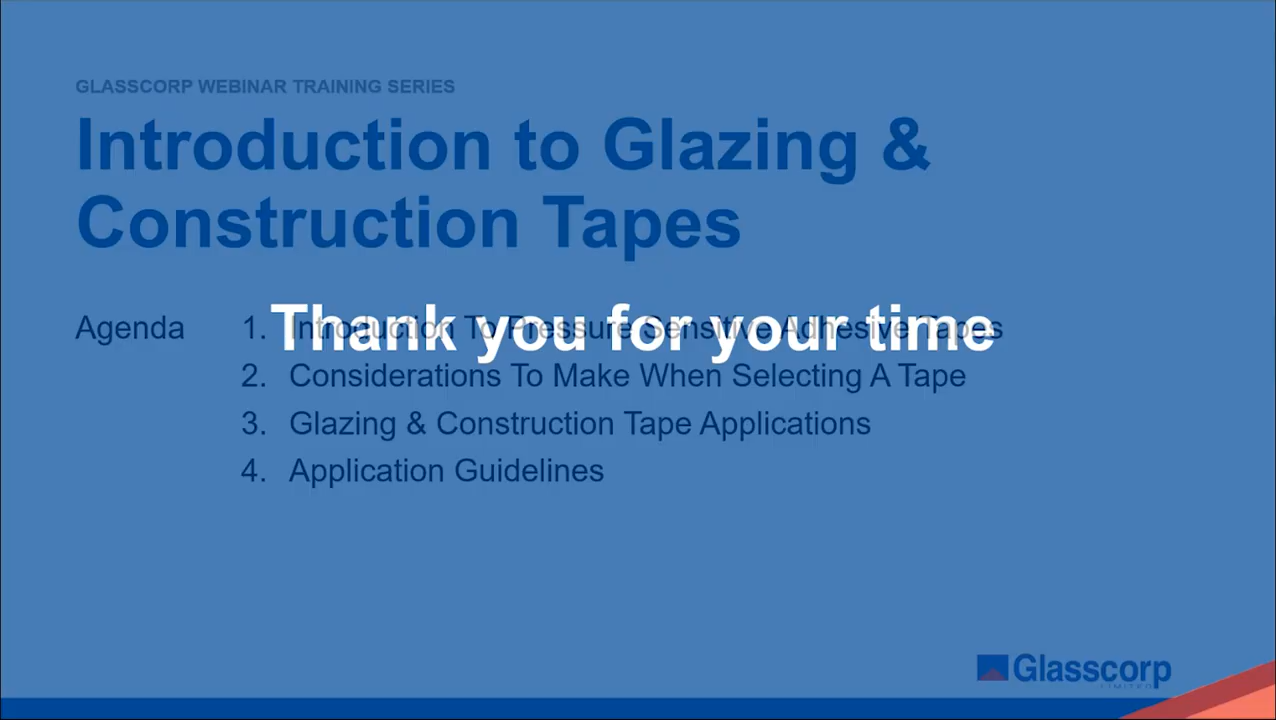 GLASSCORP WEBINAR TRAINING SERIES
Introduction to Glazing &
Construction Tapes
Thank you for your time
Agenda 1. Introduction To Pressure Sensitive Adhesive Tapes
2. Considerations To Make When Selecting A Tape
3. Glazing & Construction Tape Applications
4. Application Guidelines
Glasscorp
LIMITED